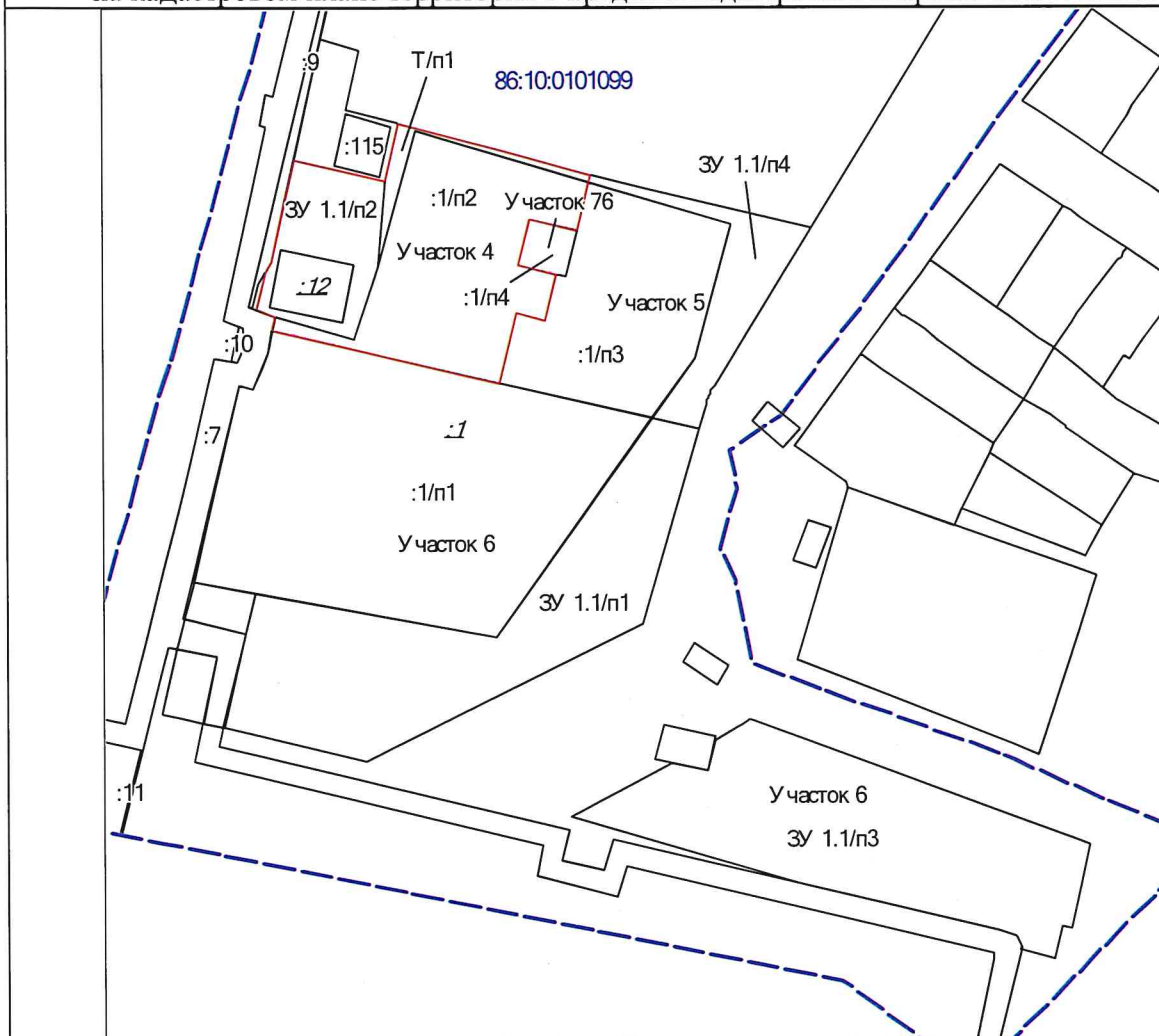 :9
Т/п1
86:10:0101099
:115
ЗУ 1.1/п4
:1/п2
Участок 76
ЗУ 1.1/п2
Участок 4
:12
:1/п4
Участок 5
:10
:1/п3
:1
:7
:1/п1
Участок 6
ЗУ 1.1/п1
:11
Участок 6
ЗУ 1.1/п3